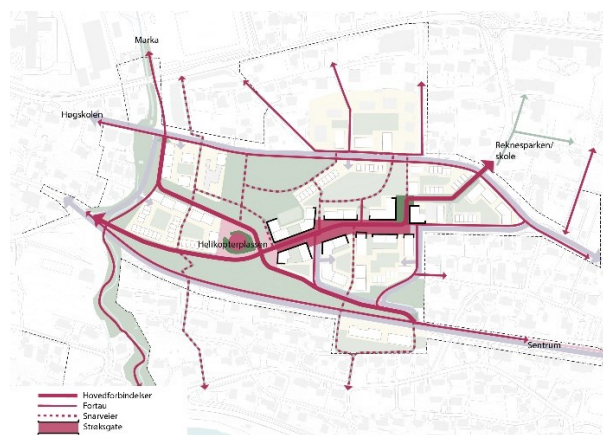 Marka
Høgskolen
Reknesparken/
skole
Helikopterplassen
Sentrum
Hovedforbindelser
Fortau
Snarveier
Strøksgate